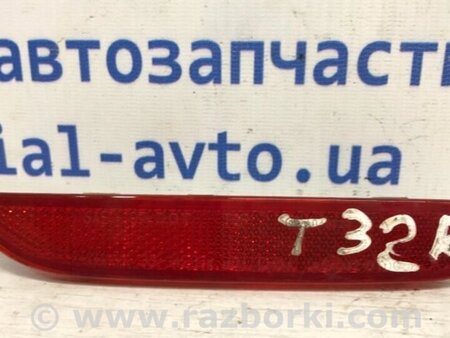 автозапчасти
ial-avto.ua
T32R
© www.razborki.com